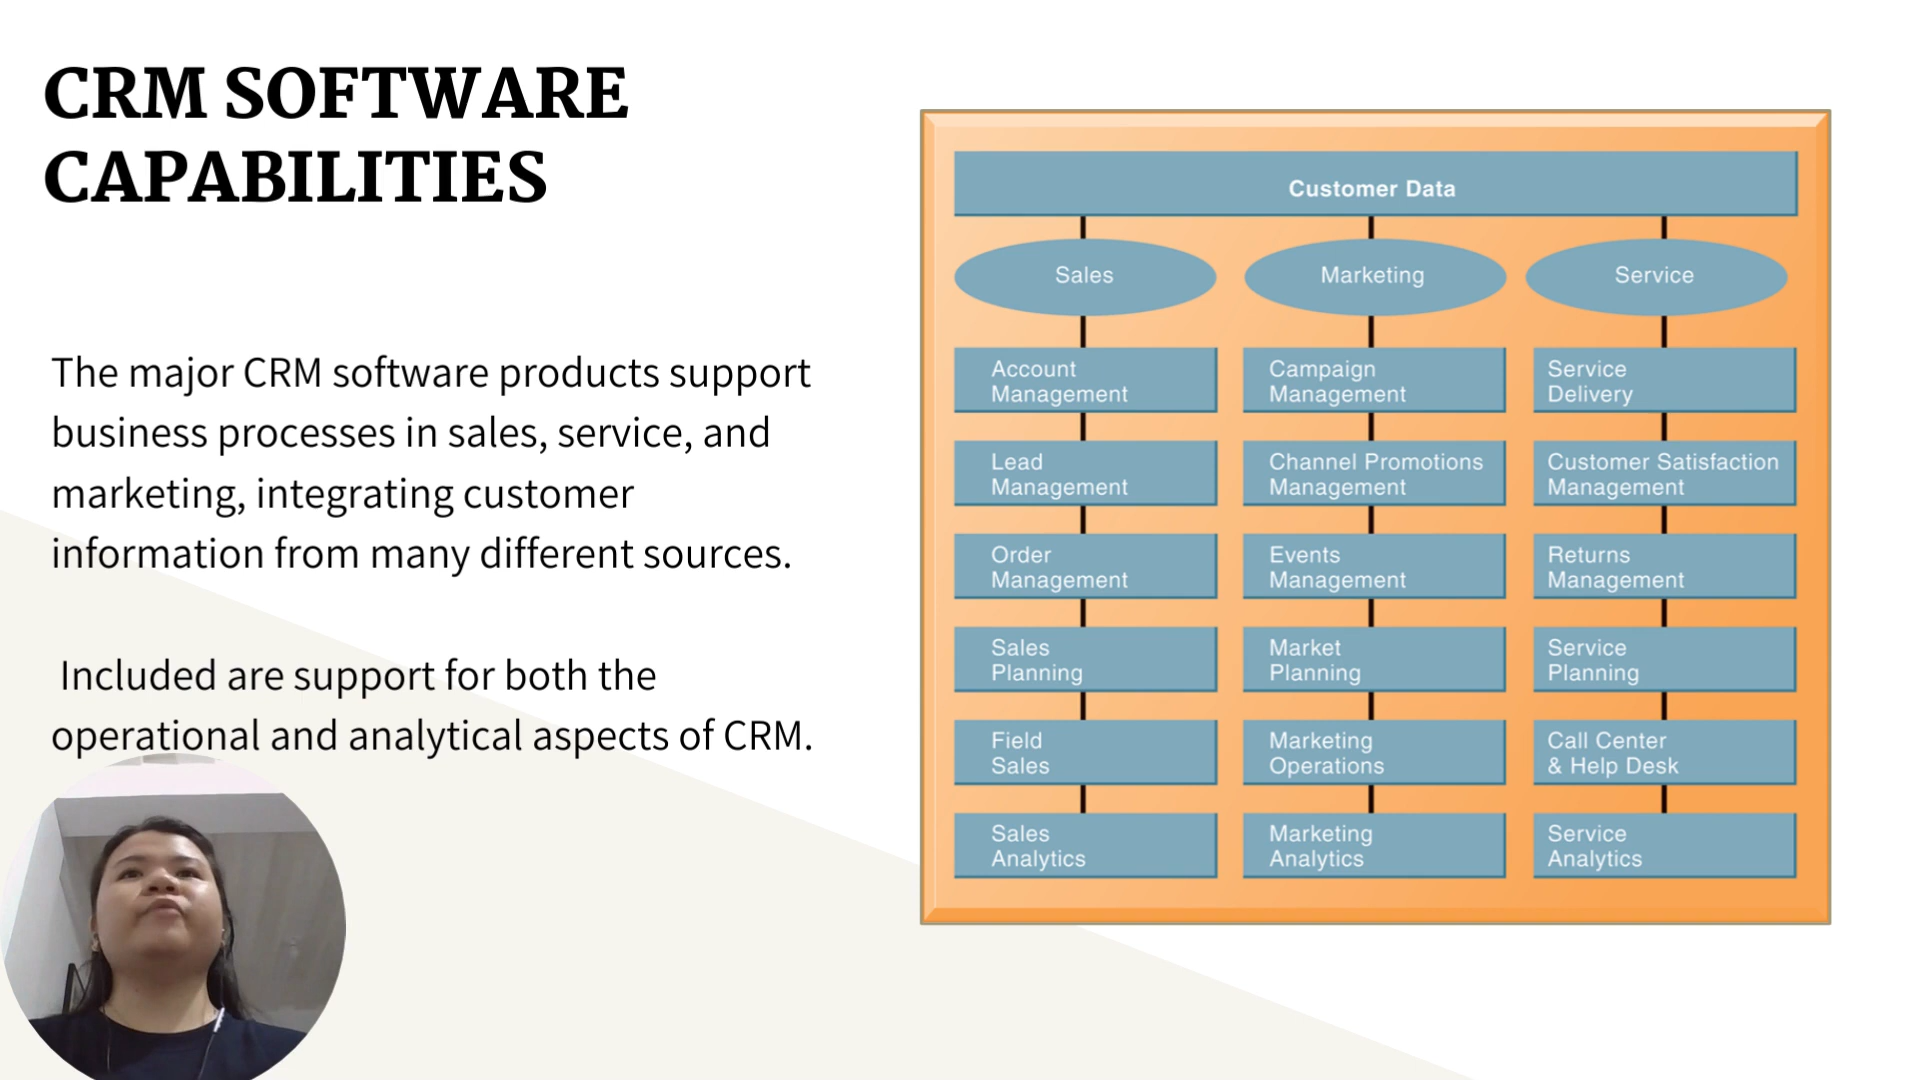 CRM SOFTWARE
CAPABILITIES
The major CRM software products support
business processes in sales, service, and
marketing, integrating customer
information from many different sources.
Included are support for both the
operational and analytical aspects of CRM.
Customer Data
Sales
Marketing
Service
Account
Management
Campaign
Management
Service
Delivery
Lead
Management
Channel Promotions
Management
Customer Satisfaction
Management
Order
Management
Events
Management
Returns
Management
Sales
Planning
Market
Planning
Service
Planning
Field
Sales
Marketing
Operations
Call Center
& Help Desk
Sales
Analytics
Marketing
Analytics
Service
Analytics